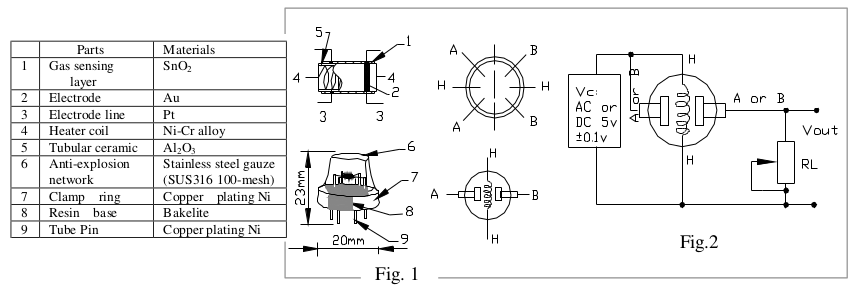 Parts Materials
1 Gas sensing layer SnO₂
2 Electrode Au
3 Electrode line Pt
4 Heater coil Ni-Cr alloy
5 Tubular ceramic Al₂O₃
6 Anti-explosion network Stainless steel gauze (SUS316 100-mesh)
7 Clamp ring Copper plating Ni
8 Resin base Bakelite
9 Tube Pin Copper plating Ni
5
1
4
4
2
3
3
A
B
H
H
A
B
6
23mm
7
8
9
20mm
H
A
B
H
Fig. 1
Vc:
AC or
DC 5v
±0.1v
A or B
H
A or B
H
Vout
RL
Fig.2